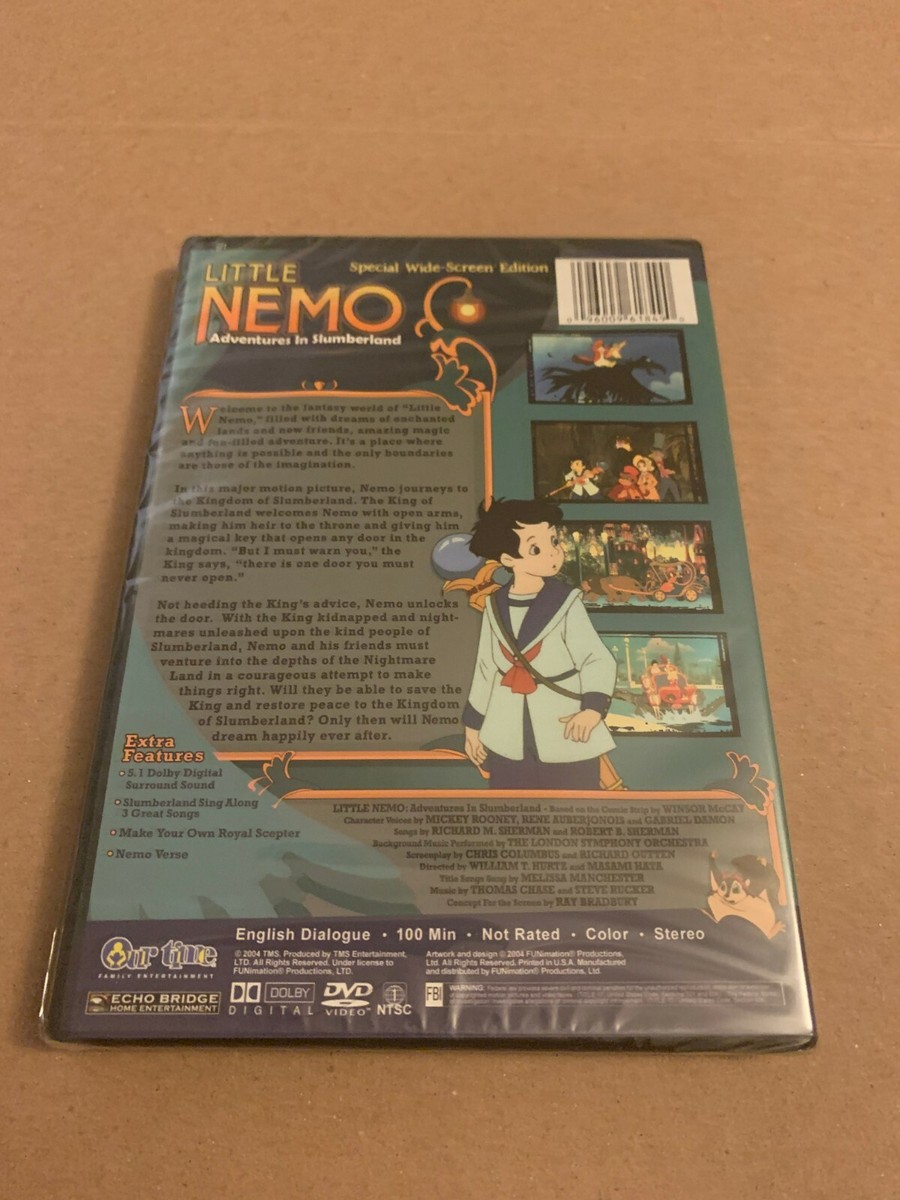 LITTLE
NEMO
Adventures In Slumberland
Special Wide-Screen Edition
96009 61849
Welcome to the fantasy world of "Little
Nemo," filled with dreams of enchanted
lands and new friends, amazing magic
and fun-filled adventure. It's a place where
anything is possible and the only boundaries
are those of the imagination.
In this major motion picture, Nemo journeys to
the Kingdom of Slumberland. The King of
Slumberland welcomes Nemo with open arms,
making him heir to the throne and giving him
a magical key that opens any door in the
kingdom. "But I must warn you," the
King says, "there is one door you must
never open."
Not heeding the King's advice, Nemo unlocks
the door. With the King kidnapped and night-
mares unleashed upon the kind people of
Slumberland, Nemo and his friends must
venture into the depths of the Nightmare
Land in a courageous attempt to make
things right. Will they be able to save the
King and restore peace to the Kingdom
of Slumberland? Only then will Nemo
dream happily ever after.
Extra
Features
5.1 Dolby Digital
Surround Sound
Slumberland Sing Along
3 Great Songs
Make Your Own Royal Scepter
Nemo Verse
LITTLE NEMO: Adventures In Slumberland - Based on the Comic Strip by WINSOR McCAY
Character Voices by MICKEY ROONEY, RENE AUBERJONOIS and GABRIEL DAMON
Songs by RICHARD M. SHERMAN and ROBERT B. SHERMAN
Background Music Performed by THE LONDON SYMPHONY ORCHESTRA
Screenplay by CHRIS COLUMBUS and RICHARD OUTTEN
Directed by WILLIAM T. HURTZ and MASAMI HATA
Title Songs Sung by MELISSA MANCHESTER
Music by THOMAS CHASE and STEVE RUCKER
Concept For the Screen by RAY BRADBURY
English Dialogue • 100 Min • Not Rated • Color • Stereo
Our time
FAMILY ENTERTAINMENT
© 2004 TMS. Produced by TMS Entertainment,
LTD. All Rights Reserved. Under license to
FUNimation® Productions, LTD.
Artwork and design © 2004 FUNimation® Productions,
Ltd. All Rights Reserved. Printed in U.S.A. Manufactured
and distributed by FUNimation® Productions, Ltd.
ECHO BRIDGE
HOME ENTERTAINMENT
DOLBY
DIGITAL
DVD
VIDEO™
1
NTSC
FBI
WARNING: